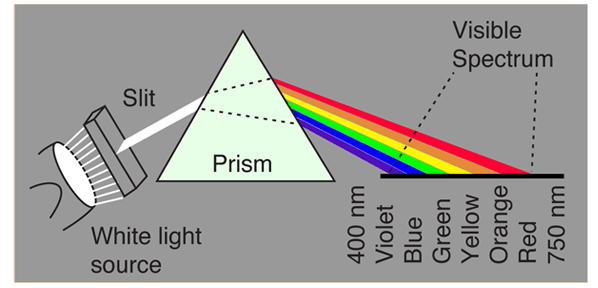 Visible
Spectrum
Slit
Prism
White light
source
400 nm
Violet
Blue
Green
Yellow
Orange
Red
750 nm